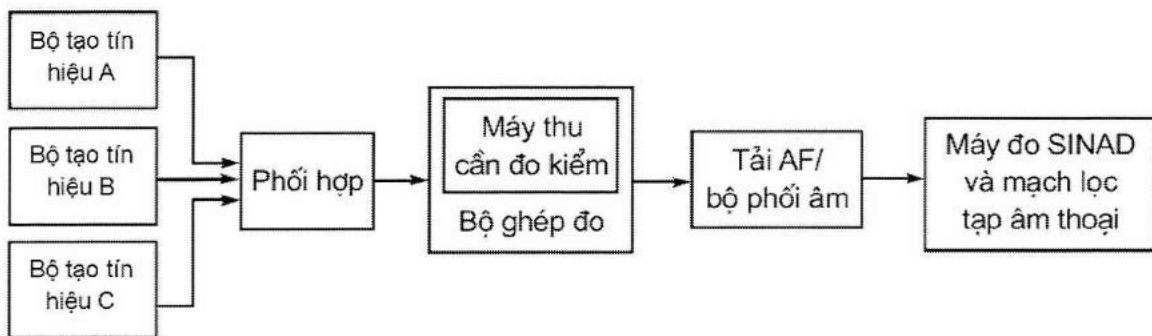 Bộ tạo tín
hiệu A
Bộ tạo tín
hiệu B
Bộ tạo tín
hiệu C
Phối hợp
Máy thu
cần đo kiểm
Bộ ghép đo
Tải AF/
bộ phối âm
Máy đo SINAD
và mạch lọc
tạp âm thoại